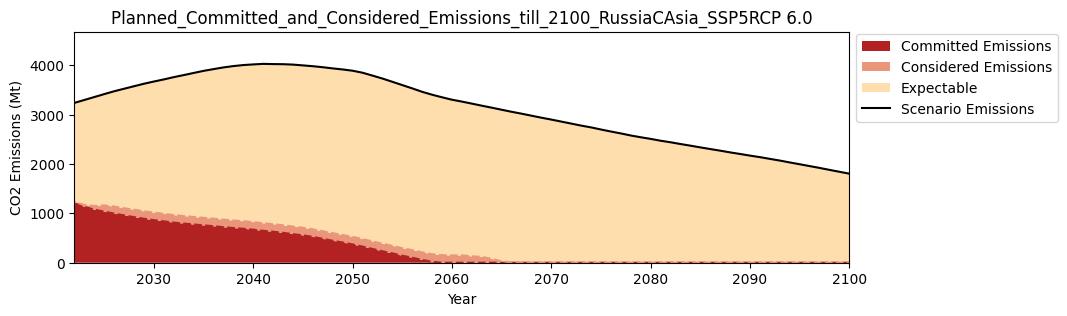 Planned_Committed_and_Considered_Emissions_till_2100_RussiaCAsia_SSP5RCP 6.0
Committed Emissions
Considered Emissions
Expectable
Scenario Emissions
CO2 Emissions (Mt)
4000
3000
2000
1000
0
2030
2040
2050
2060
2070
2080
2090
2100
Year